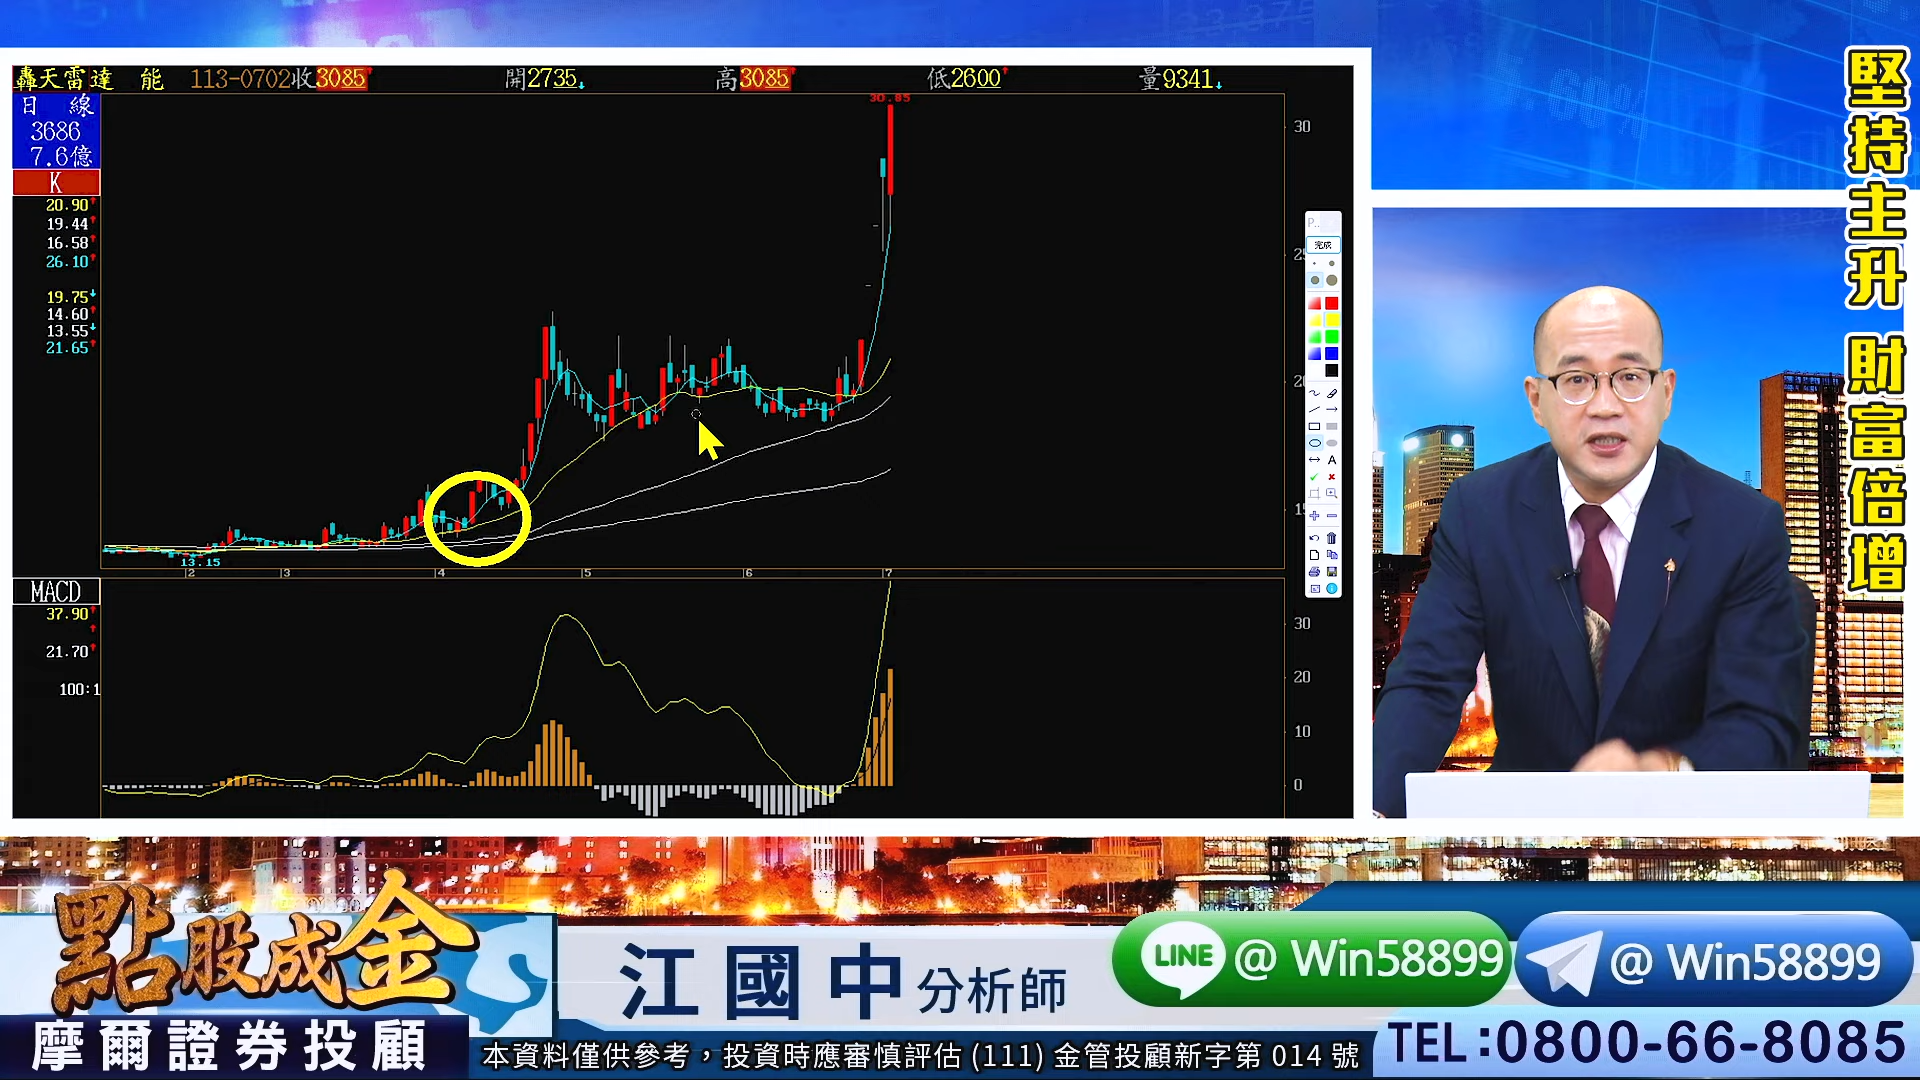 轟天雷達 能 113-0702收3085 開2735 高3085 低2600 量9341
日 線
3686
7.6億
K
20.90
19.44
16.58
26.10
19.75
14.60
13.55
21.65
30.85
30
20
13.15
2 3 4 5 6 7
MACD
37.90
21.70
100:1
30
20
10
0
完成
A
堅持主升 財富倍增
點股成金
摩爾證券投顧
江國中 分析師
LINE @ Win58899
@ Win58899
TEL:0800-66-8085
本資料僅供參考，投資時應審慎評估 (111) 金管投顧新字第 014 號